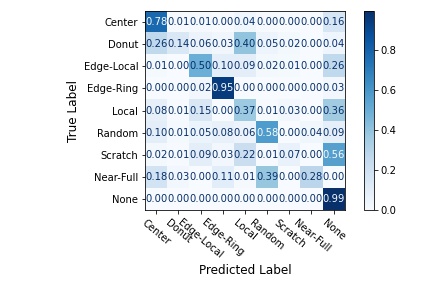 Center 0.78 0.01 0.01 0.00 0.04 0.00 0.00 0.00 0.16
Donut 0.26 0.14 0.06 0.03 0.40 0.05 0.02 0.00 0.04
Edge-Local 0.01 0.00 0.50 0.10 0.09 0.02 0.01 0.00 0.26
Edge-Ring 0.00 0.00 0.02 0.95 0.00 0.00 0.00 0.00 0.03
Local 0.08 0.01 0.15 0.00 0.37 0.01 0.03 0.00 0.36
Random 0.10 0.01 0.05 0.08 0.06 0.58 0.00 0.04 0.09
Scratch 0.02 0.01 0.09 0.03 0.22 0.01 0.07 0.00 0.56
Near-Full 0.18 0.03 0.00 0.11 0.01 0.39 0.00 0.28 0.00
None 0.00 0.00 0.00 0.00 0.00 0.00 0.00 0.00 0.99
Center Donut Edge-Local Edge-Ring Local Random Scratch Near-Full None
Predicted Label
True Label
0.8
0.6
0.4
0.2
0.0